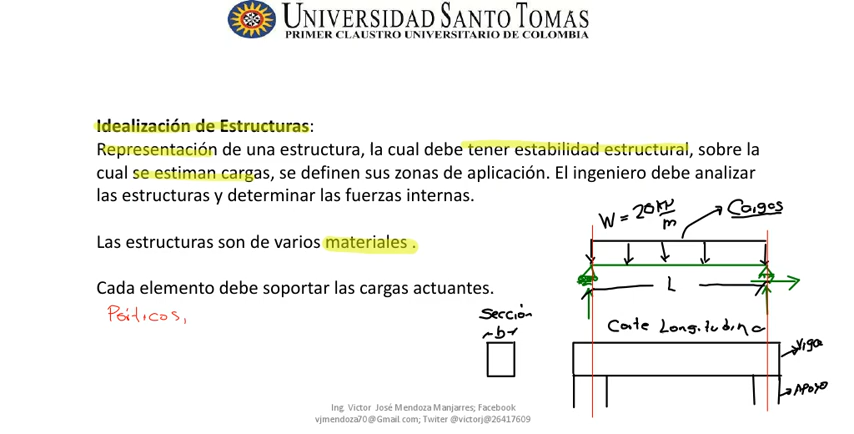 UNIVERSIDAD SANTO TOMAS
PRIMER CLAUSTRO UNIVERSITARIO DE COLOMBIA
Idealización de Estructuras:
Representación de una estructura, la cual debe tener estabilidad estructural, sobre la
cual se estiman cargas, se definen sus zonas de aplicación. El ingeniero debe analizar
las estructuras y determinar las fuerzas internas.
W = 20 KN/m
Cargas
Las estructuras son de varios materiales .
Cada elemento debe soportar las cargas actuantes.
L
Pórticos,
Sección
b
Corte Longitudina
Viga
Apoyo
Ing. Victor José Mendoza Manjarres; Facebook
vjmendoza70@Gmail.com; Twiter @victorj@26417609